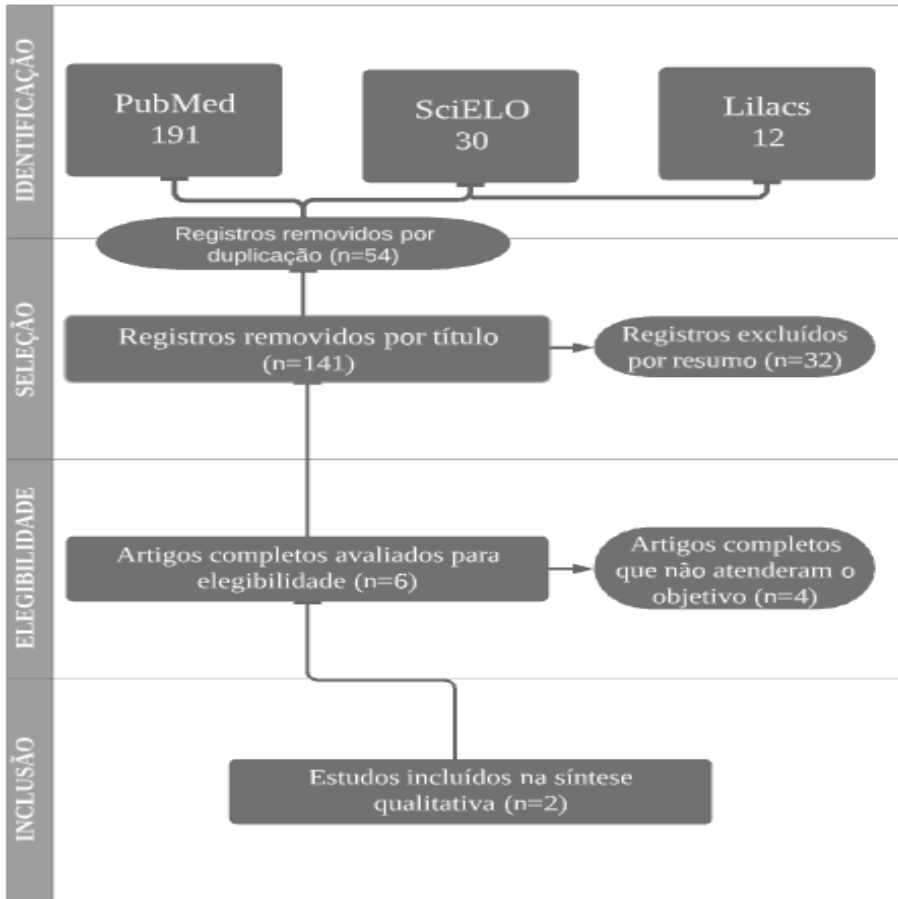 IDENTIFICAÇÃO
PubMed
191
SciELO
30
Lilacs
12
Registros removidos por
duplicação (n=54)
SELEÇÃO
Registros removidos por título
(n=141)
Registros excluídos
por resumo (n=32)
ELEGIBILIDADE
Artigos completos avaliados para
elegibilidade (n=6)
Artigos completos
que não atenderam o
objetivo (n=4)
INCLUSÃO
Estudos incluídos na síntese
qualitativa (n=2)